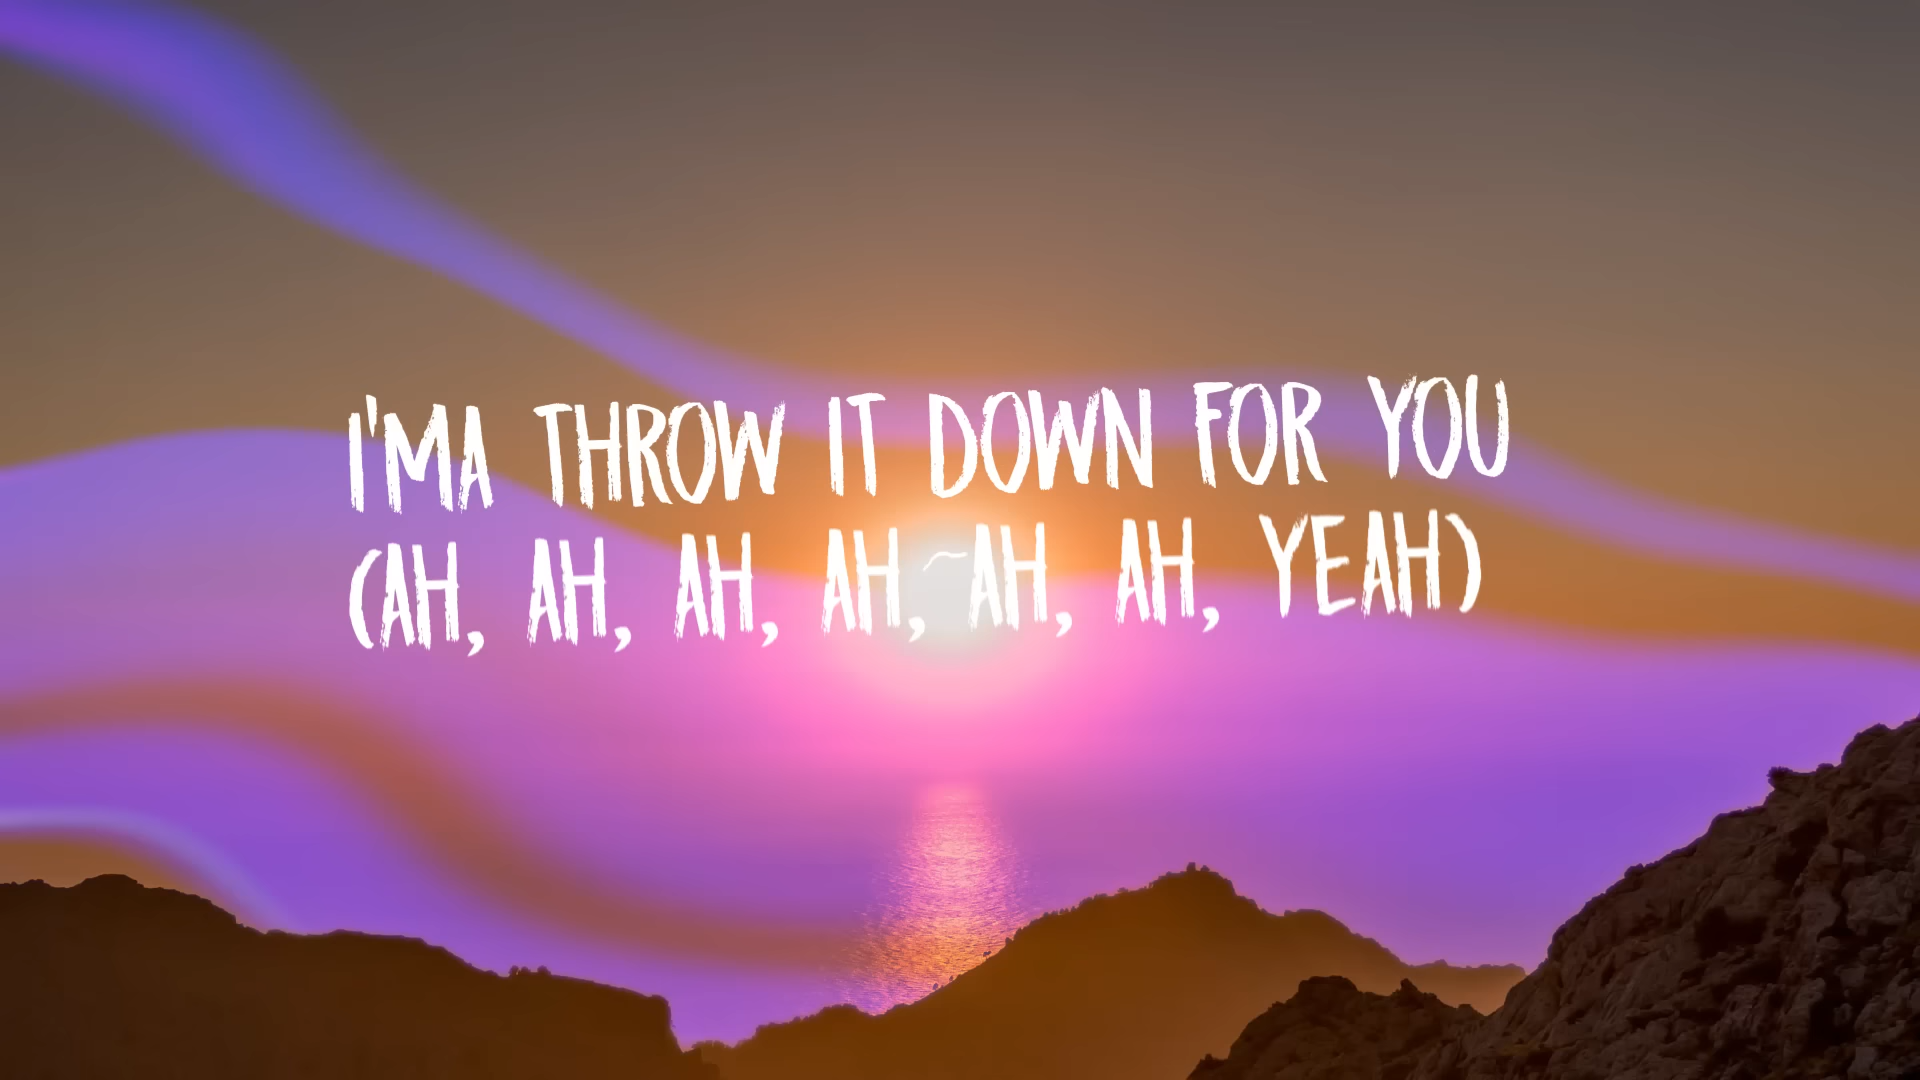 I'MA THROW IT DOWN FOR YOU
(AH, AH, AH, AH, AH, AH, YEAH)